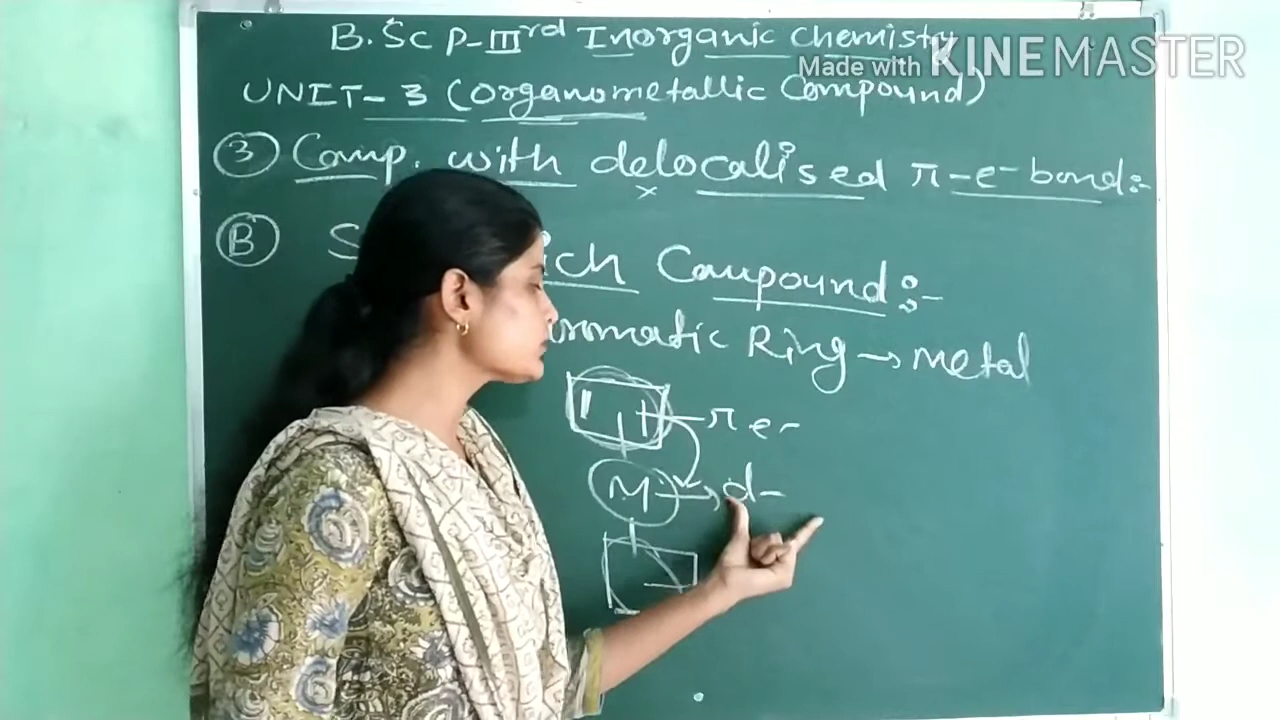 B.Sc P-IIIrd Inorganic chemistry
Made with KINEMASTER
UNIT-3 (Organometallic Compound)
③ Comp. with delocalised π-e⁻ bond:-
Ⓑ S ich Compound:-
aromatic Ring → metal
π e-
M → d-